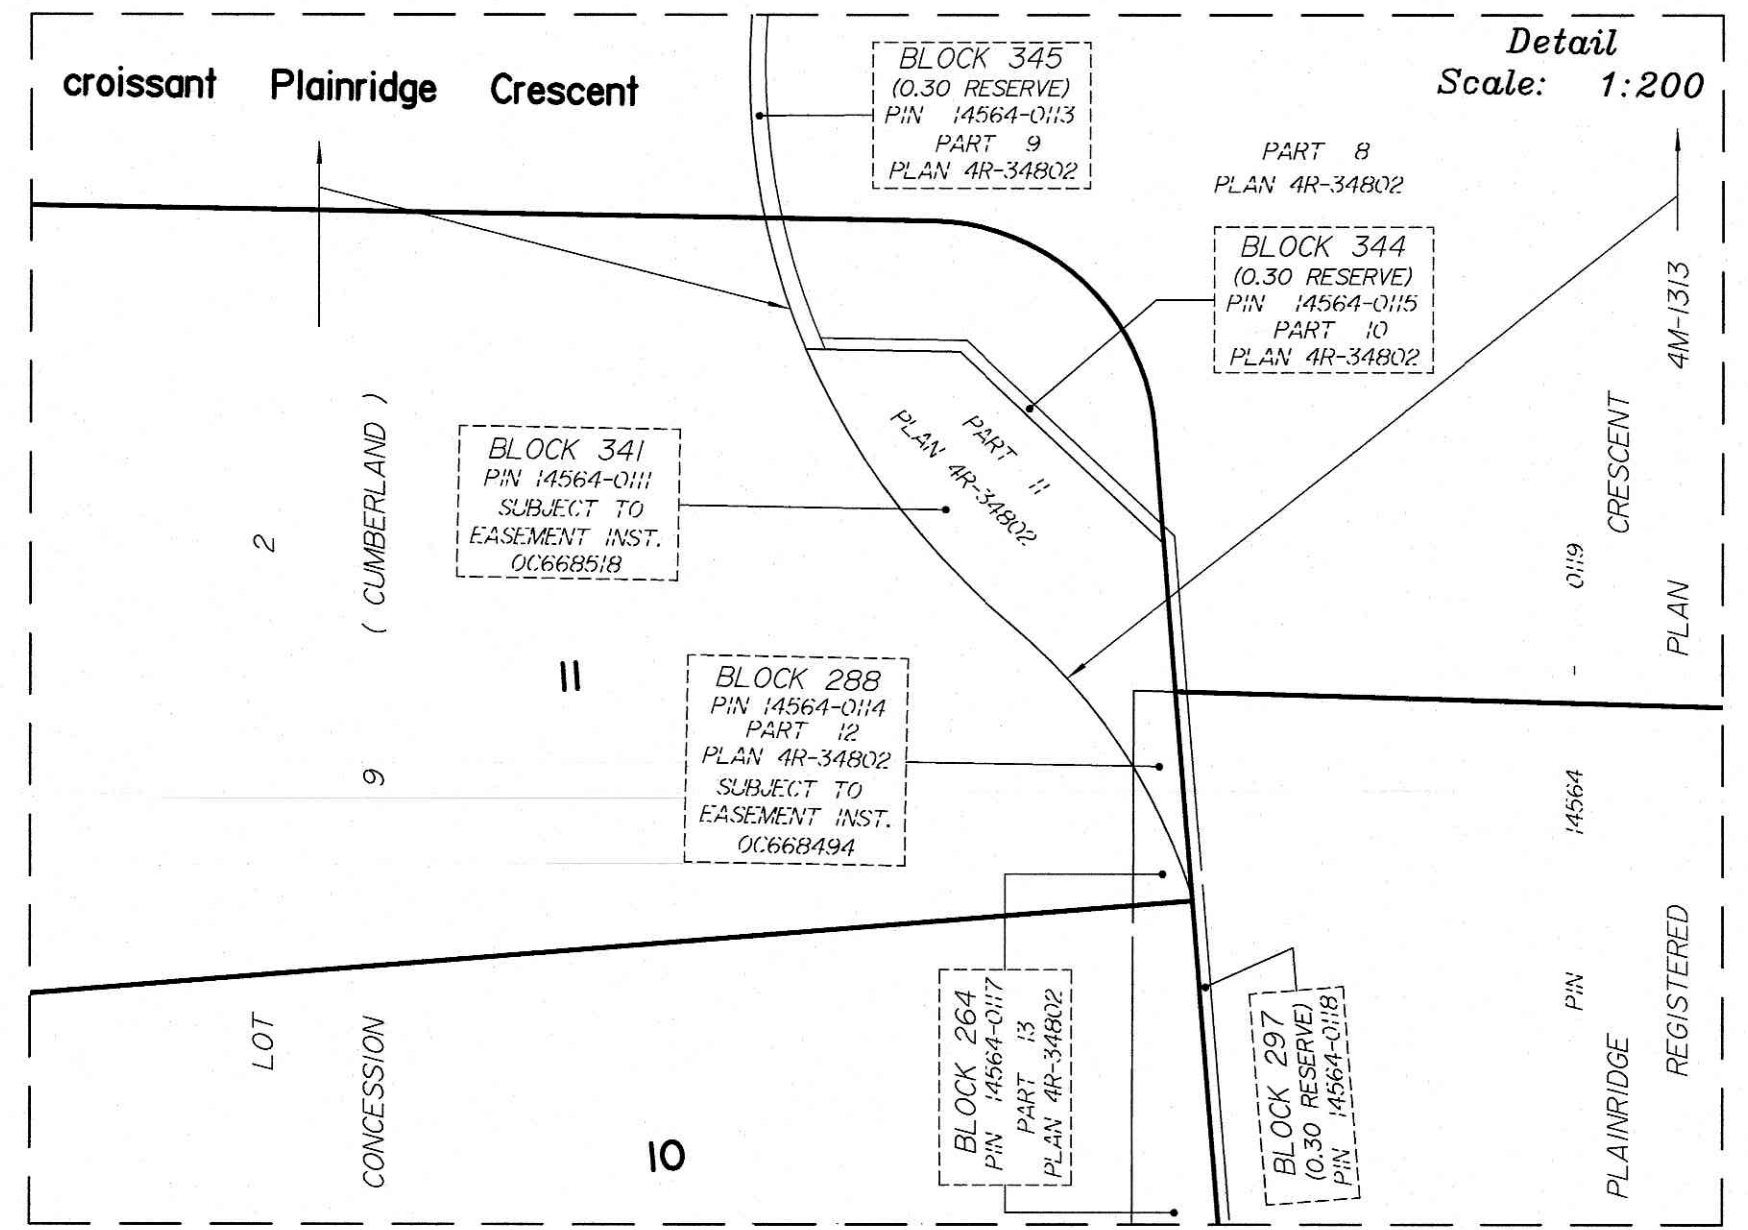 croissant Plainridge Crescent
Detail
Scale: 1:200
BLOCK 345
(0.30 RESERVE)
PIN 14564-0113
PART 9
PLAN 4R-34802
PART 8
PLAN 4R-34802
BLOCK 344
(0.30 RESERVE)
PIN 14564-0115
PART 10
PLAN 4R-34802
PART 11
PLAN 4R-34802
BLOCK 341
PIN 14564-0111
SUBJECT TO
EASEMENT INST.
OC668518
BLOCK 288
PIN 14564-0114
PART 12
PLAN 4R-34802
SUBJECT TO
EASEMENT INST.
OC668494
BLOCK 264
PIN 14564-0117
PART 13
PLAN 4R-34802
BLOCK 297
(0.30 RESERVE)
PIN 14564-0118
LOT 2
CONCESSION 9 ( CUMBERLAND )
11
10
PIN 14564 - 0119
PLAINRIDGE CRESCENT
REGISTERED PLAN 4M-1313